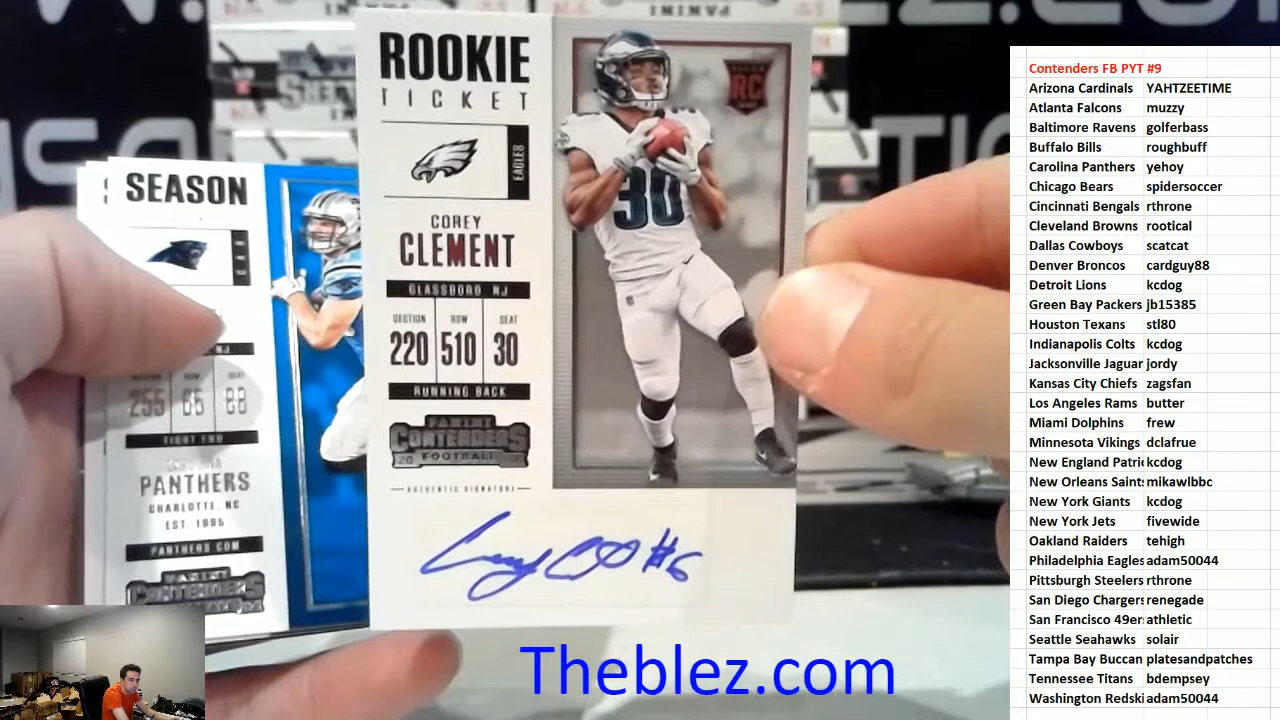 PANINI
ROOKIE
TICKET
RC
EAGLES
COREY
CLEMENT
GLASSBORO NJ
SECTION ROW SEAT
220 510 30
RUNNING BACK
PANINI
CONTENDERS
FOOTBALL
AUTHENTIC SIGNATURE
#6
SEASON
CAR
NJ
255 65 88
TIGHT END
PANTHERS
CHARLOTTE, NC
EST. 1995
PANTHERS.COM
PANINI
CONTENDERS
Theblez.com
Contenders FB PYT #9
Arizona Cardinals YAHTZEETIME
Atlanta Falcons muzzy
Baltimore Ravens golferbass
Buffalo Bills roughbuff
Carolina Panthers yehoy
Chicago Bears spidersoccer
Cincinnati Bengals rthrone
Cleveland Browns rootical
Dallas Cowboys scatcat
Denver Broncos cardguy88
Detroit Lions kcdog
Green Bay Packers jb15385
Houston Texans stl80
Indianapolis Colts kcdog
Jacksonville Jaguar jordy
Kansas City Chiefs zagsfan
Los Angeles Rams butter
Miami Dolphins frew
Minnesota Vikings dclafrue
New England Patri kcdog
New Orleans Saints mikawlbbc
New York Giants kcdog
New York Jets fivewide
Oakland Raiders tehigh
Philadelphia Eagles adam50044
Pittsburgh Steelers rthrone
San Diego Chargers renegade
San Francisco 49er athletic
Seattle Seahawks solair
Tampa Bay Buccan platesandpatches
Tennessee Titans bdempsey
Washington Redski adam50044